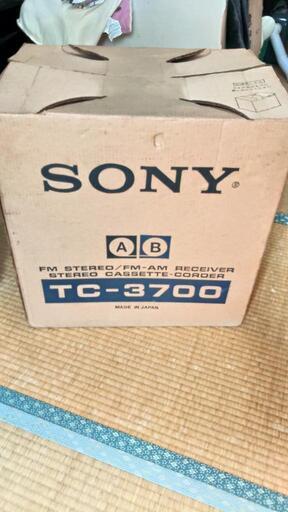 SONY®
A B
FM STEREO/FM-AM RECEIVER
STEREO CASSETTE-CORDER
TC-3700
MADE IN JAPAN